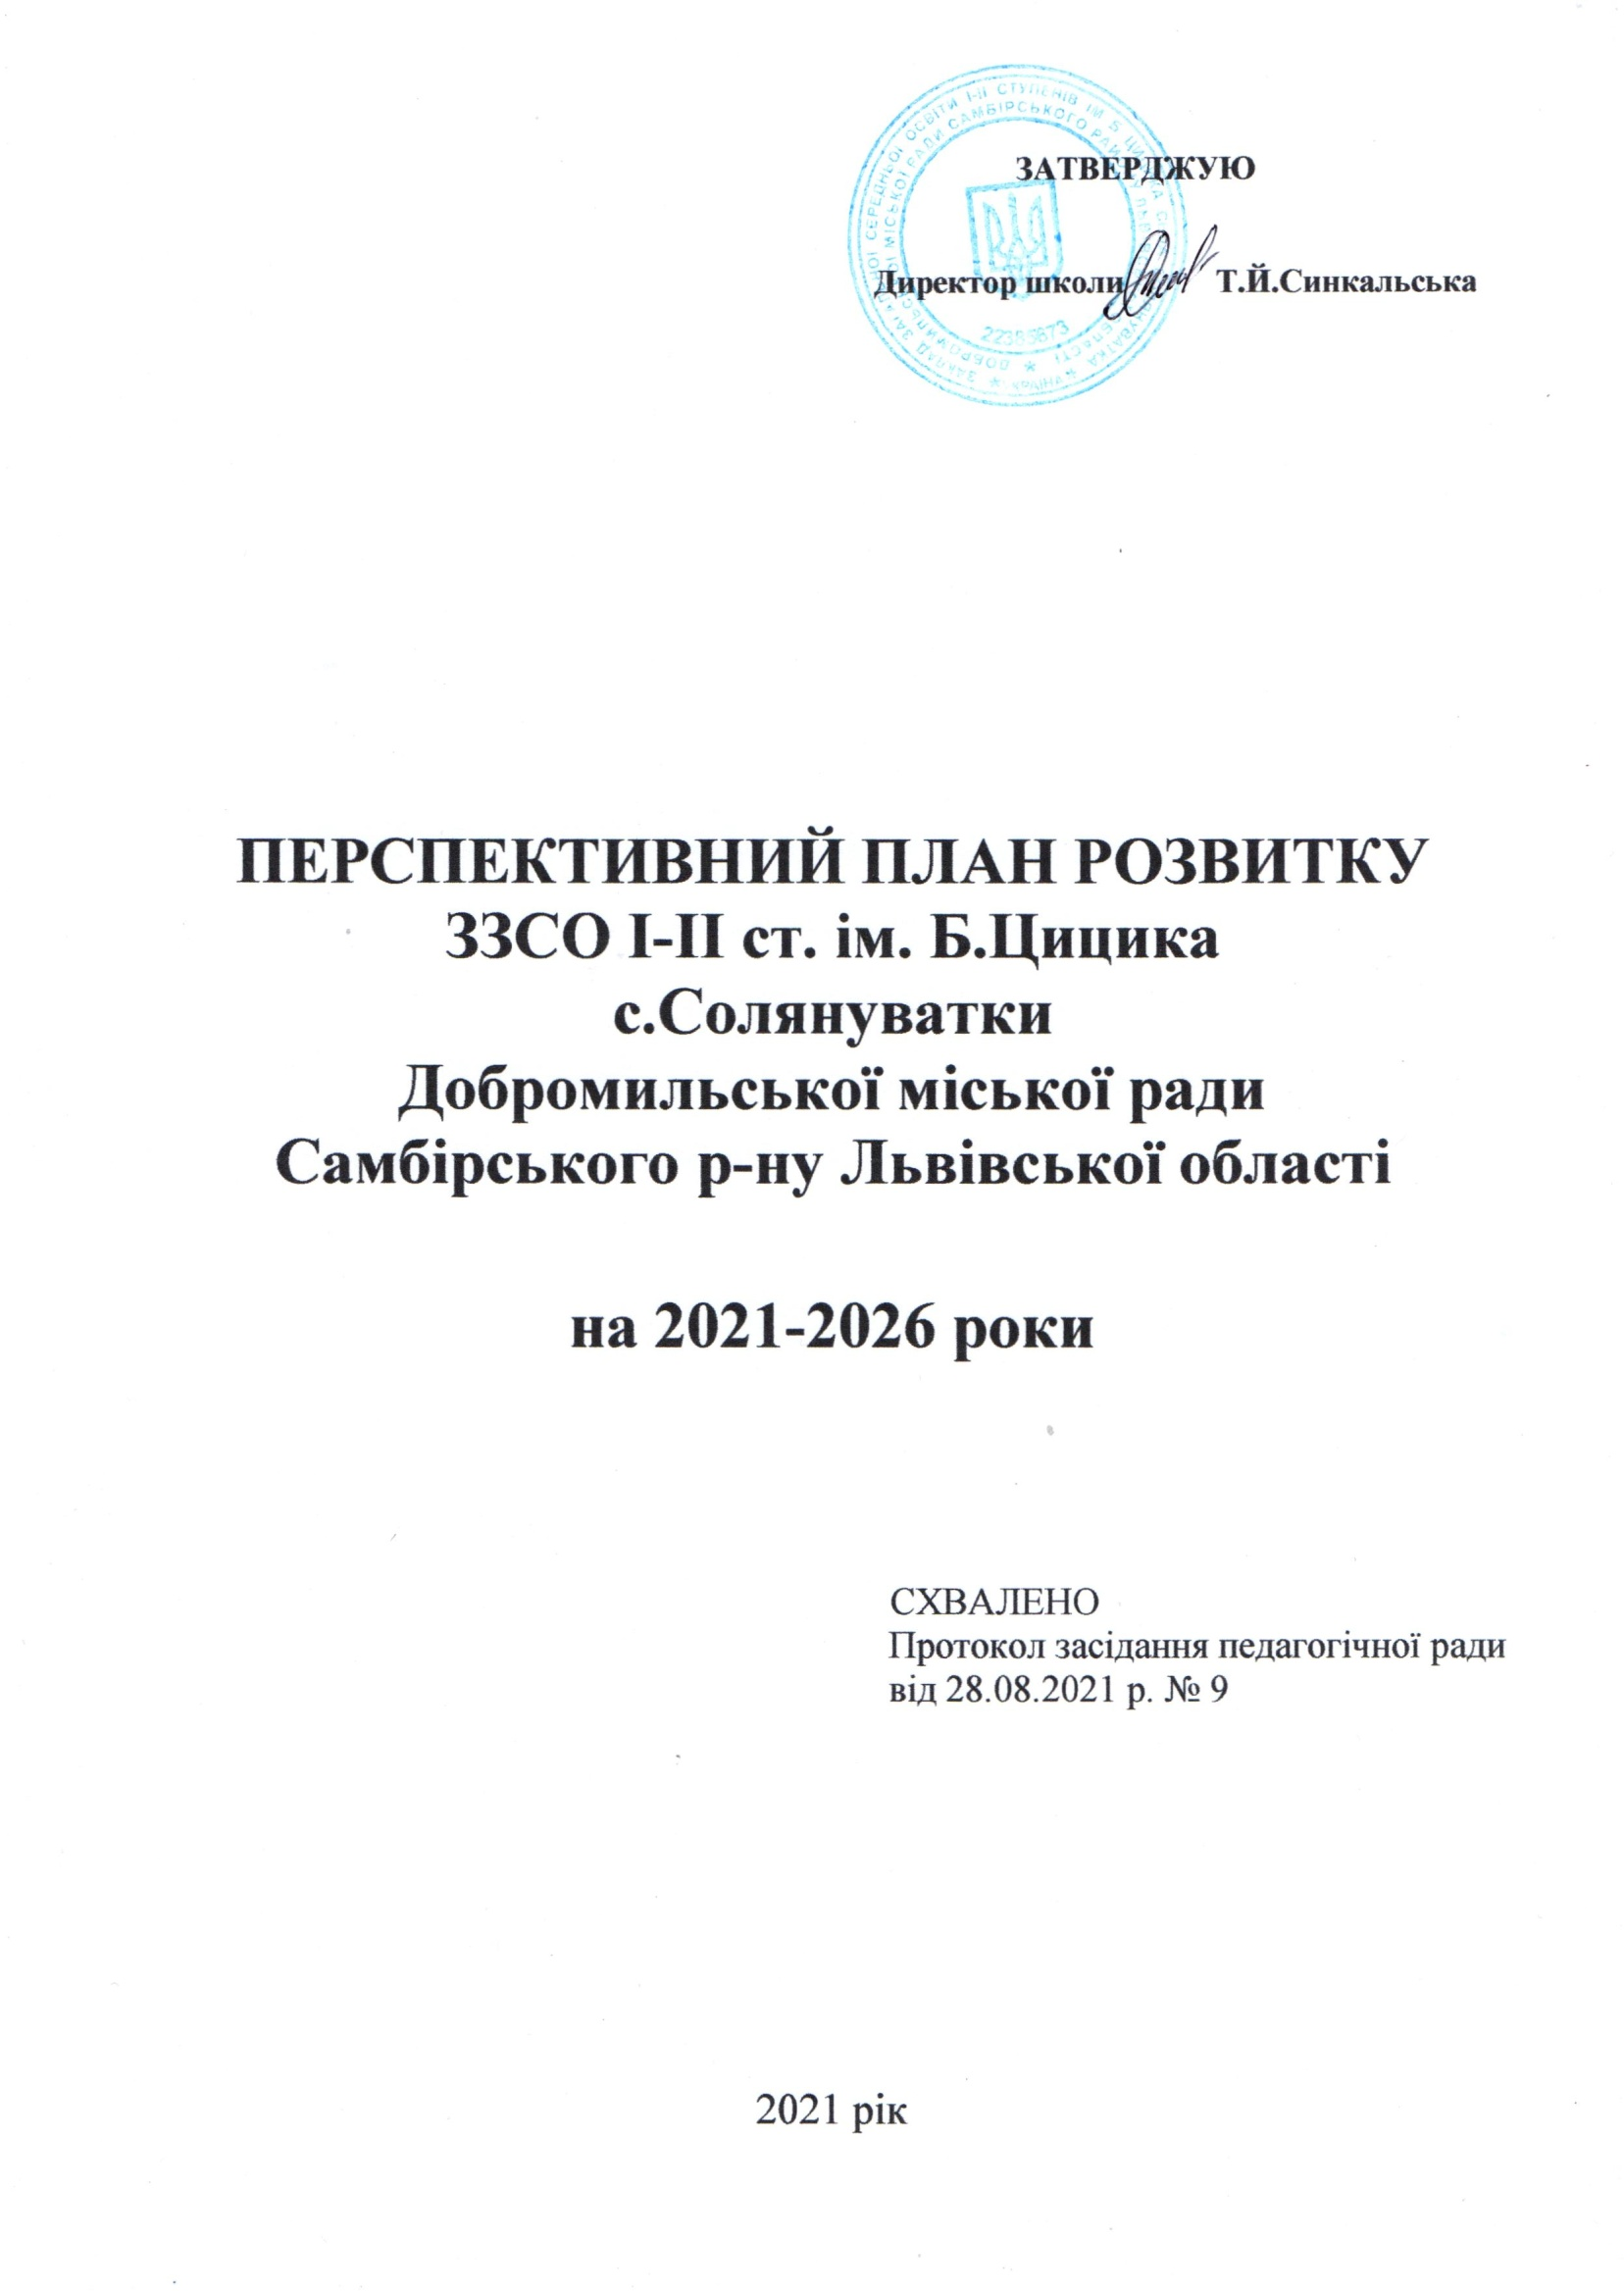 ЗАТВЕРДЖУЮ
Директор школи Т.Й.Синкальська
ПЕРСПЕКТИВНИЙ ПЛАН РОЗВИТКУ
ЗЗСО І-ІІ ст. ім. Б.Цицика
с.Солянуватки
Добромильської міської ради
Самбірського р-ну Львівської області
на 2021-2026 роки
СХВАЛЕНО
Протокол засідання педагогічної ради
від 28.08.2021 р. № 9
2021 рік